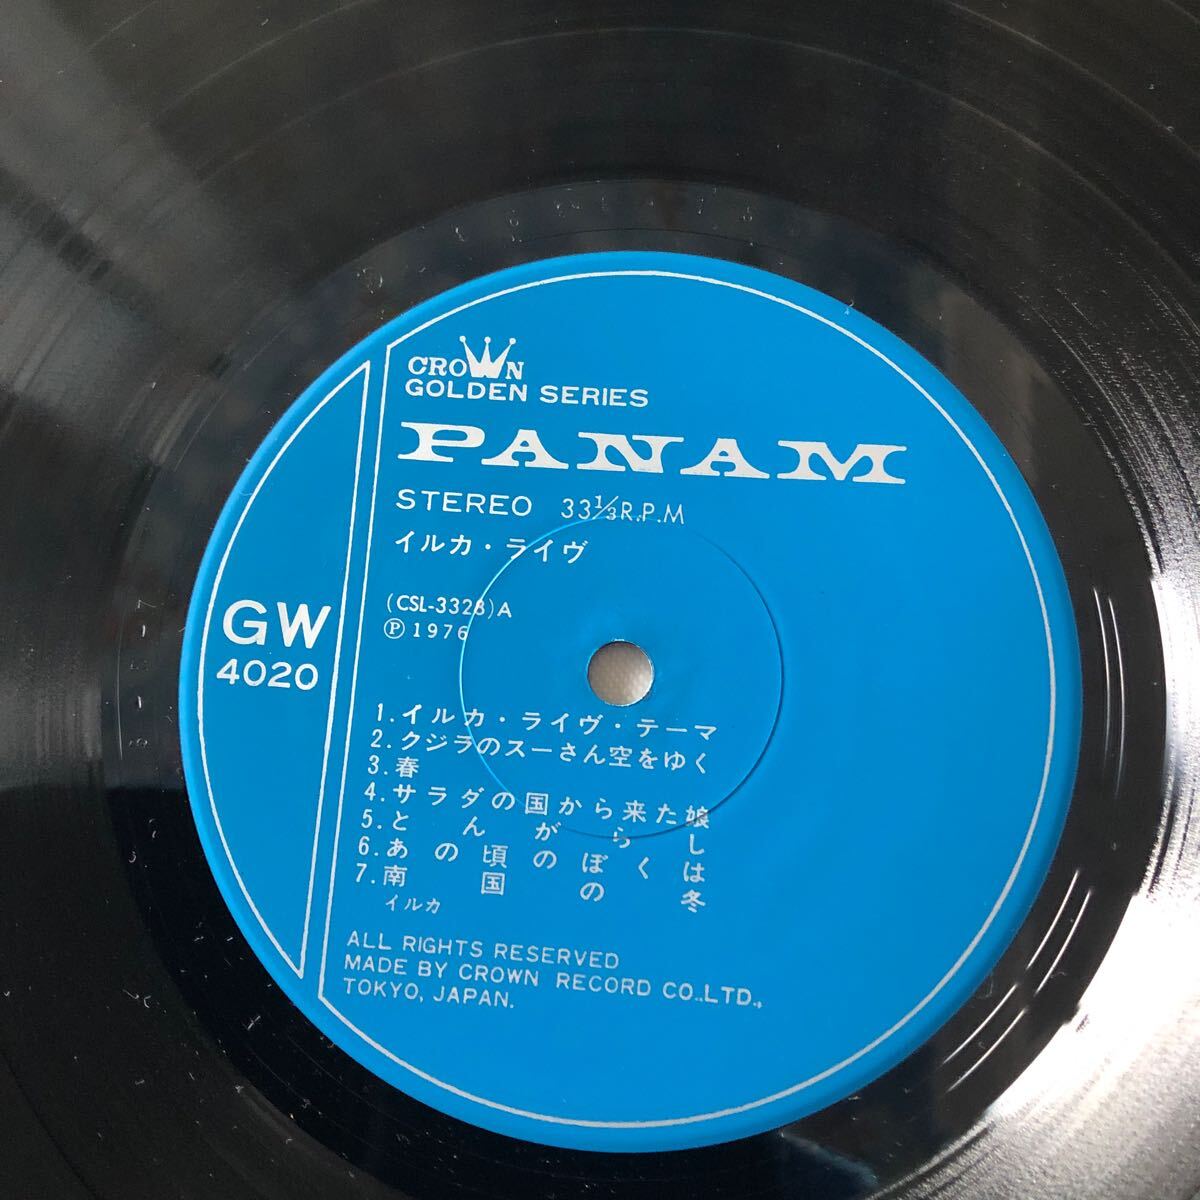 CROWN
GOLDEN SERIES
PANAM
STEREO 33⅓R.P.M
イルカ・ライヴ
(CSL-3328)A
Ⓟ1976
GW
4020
1.イルカ・ライヴ・テーマ
2.クジラのスーさん空をゆく
3.春
4.サラダの国から来た娘
5.とんがらし
6.あの頃のぼくは
7.南国の冬
イルカ
ALL RIGHTS RESERVED
MADE BY CROWN RECORD CO.,LTD.,
TOKYO, JAPAN.